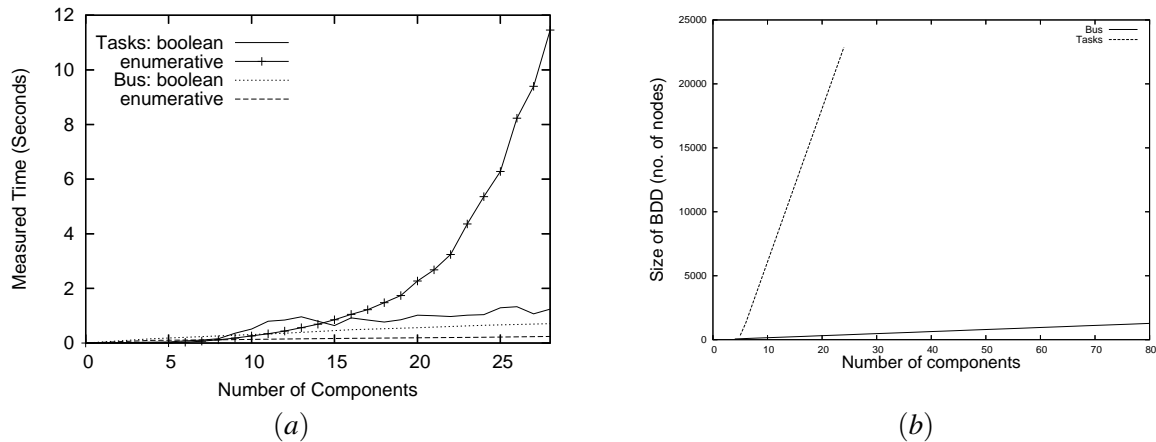 12
10
8
6
4
2
0
Measured Time (Seconds)
Tasks: boolean
enumerative
Bus: boolean
enumerative
0 5 10 15 20 25
Number of Components
(a)
25000
20000
15000
10000
5000
0
Size of BDD (no. of nodes)
Bus
Tasks
0 10 20 30 40 50 60 70 80
Number of components
(b)